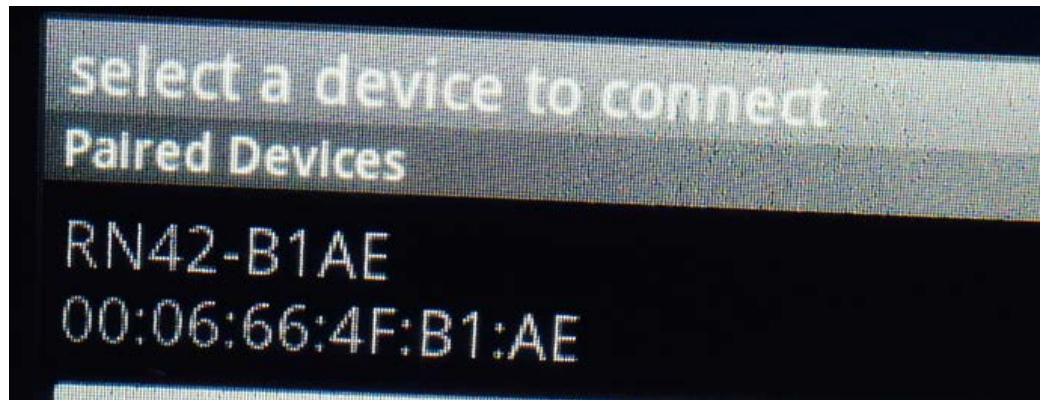 select a device to connect
Paired Devices
RN42-B1AE
00:06:66:4F:B1:AE